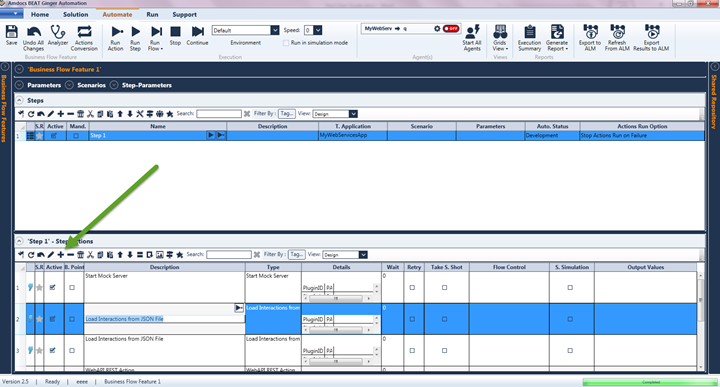 Amdocs BEAT Ginger Automation
Home Solution Automate Run Support
Save Undo All Changes Analyzer Actions Conversion
Business Flow Feature
Run Action Run Step Run Flow Stop Continue
Default
Environment
Speed: 0
Run in simulation mode
Execution
MyWebServ
OFF
Start All Agents
Agent(s)
Grids View
Views
Execution Summary Generate Report
Reports
Export to ALM Refresh From ALM Export Results to ALM
ALM
Business Flow Features
Shared Repository
'Business Flow Feature 1'
Parameters Scenarios Step-Parameters
Steps
Search: Filter By : Tag.. View: Design
S.R Active Mand. Name Description T. Application Scenario Parameters Auto. Status Actions Run Option
1 Step 1 MyWebServicesApp Development Stop Actions Run on Failure
Search: Filter By : Tag.. View: Design
S.R Active B. Point Description Type Details Wait Retry Take S. Shot Flow Control S. Simulation Output Values
1 Start Mock Server Start Mock Server 0
PluginID
2 Load Interactions from JSON File Load Interactions from 0
PluginID
3 Load Interactions from JSON File Load Interactions from 0
PluginID
WebAPI REST Action WebAPI REST Action
Version 2.5 Ready eeee Business Flow Feature 1
Completed!